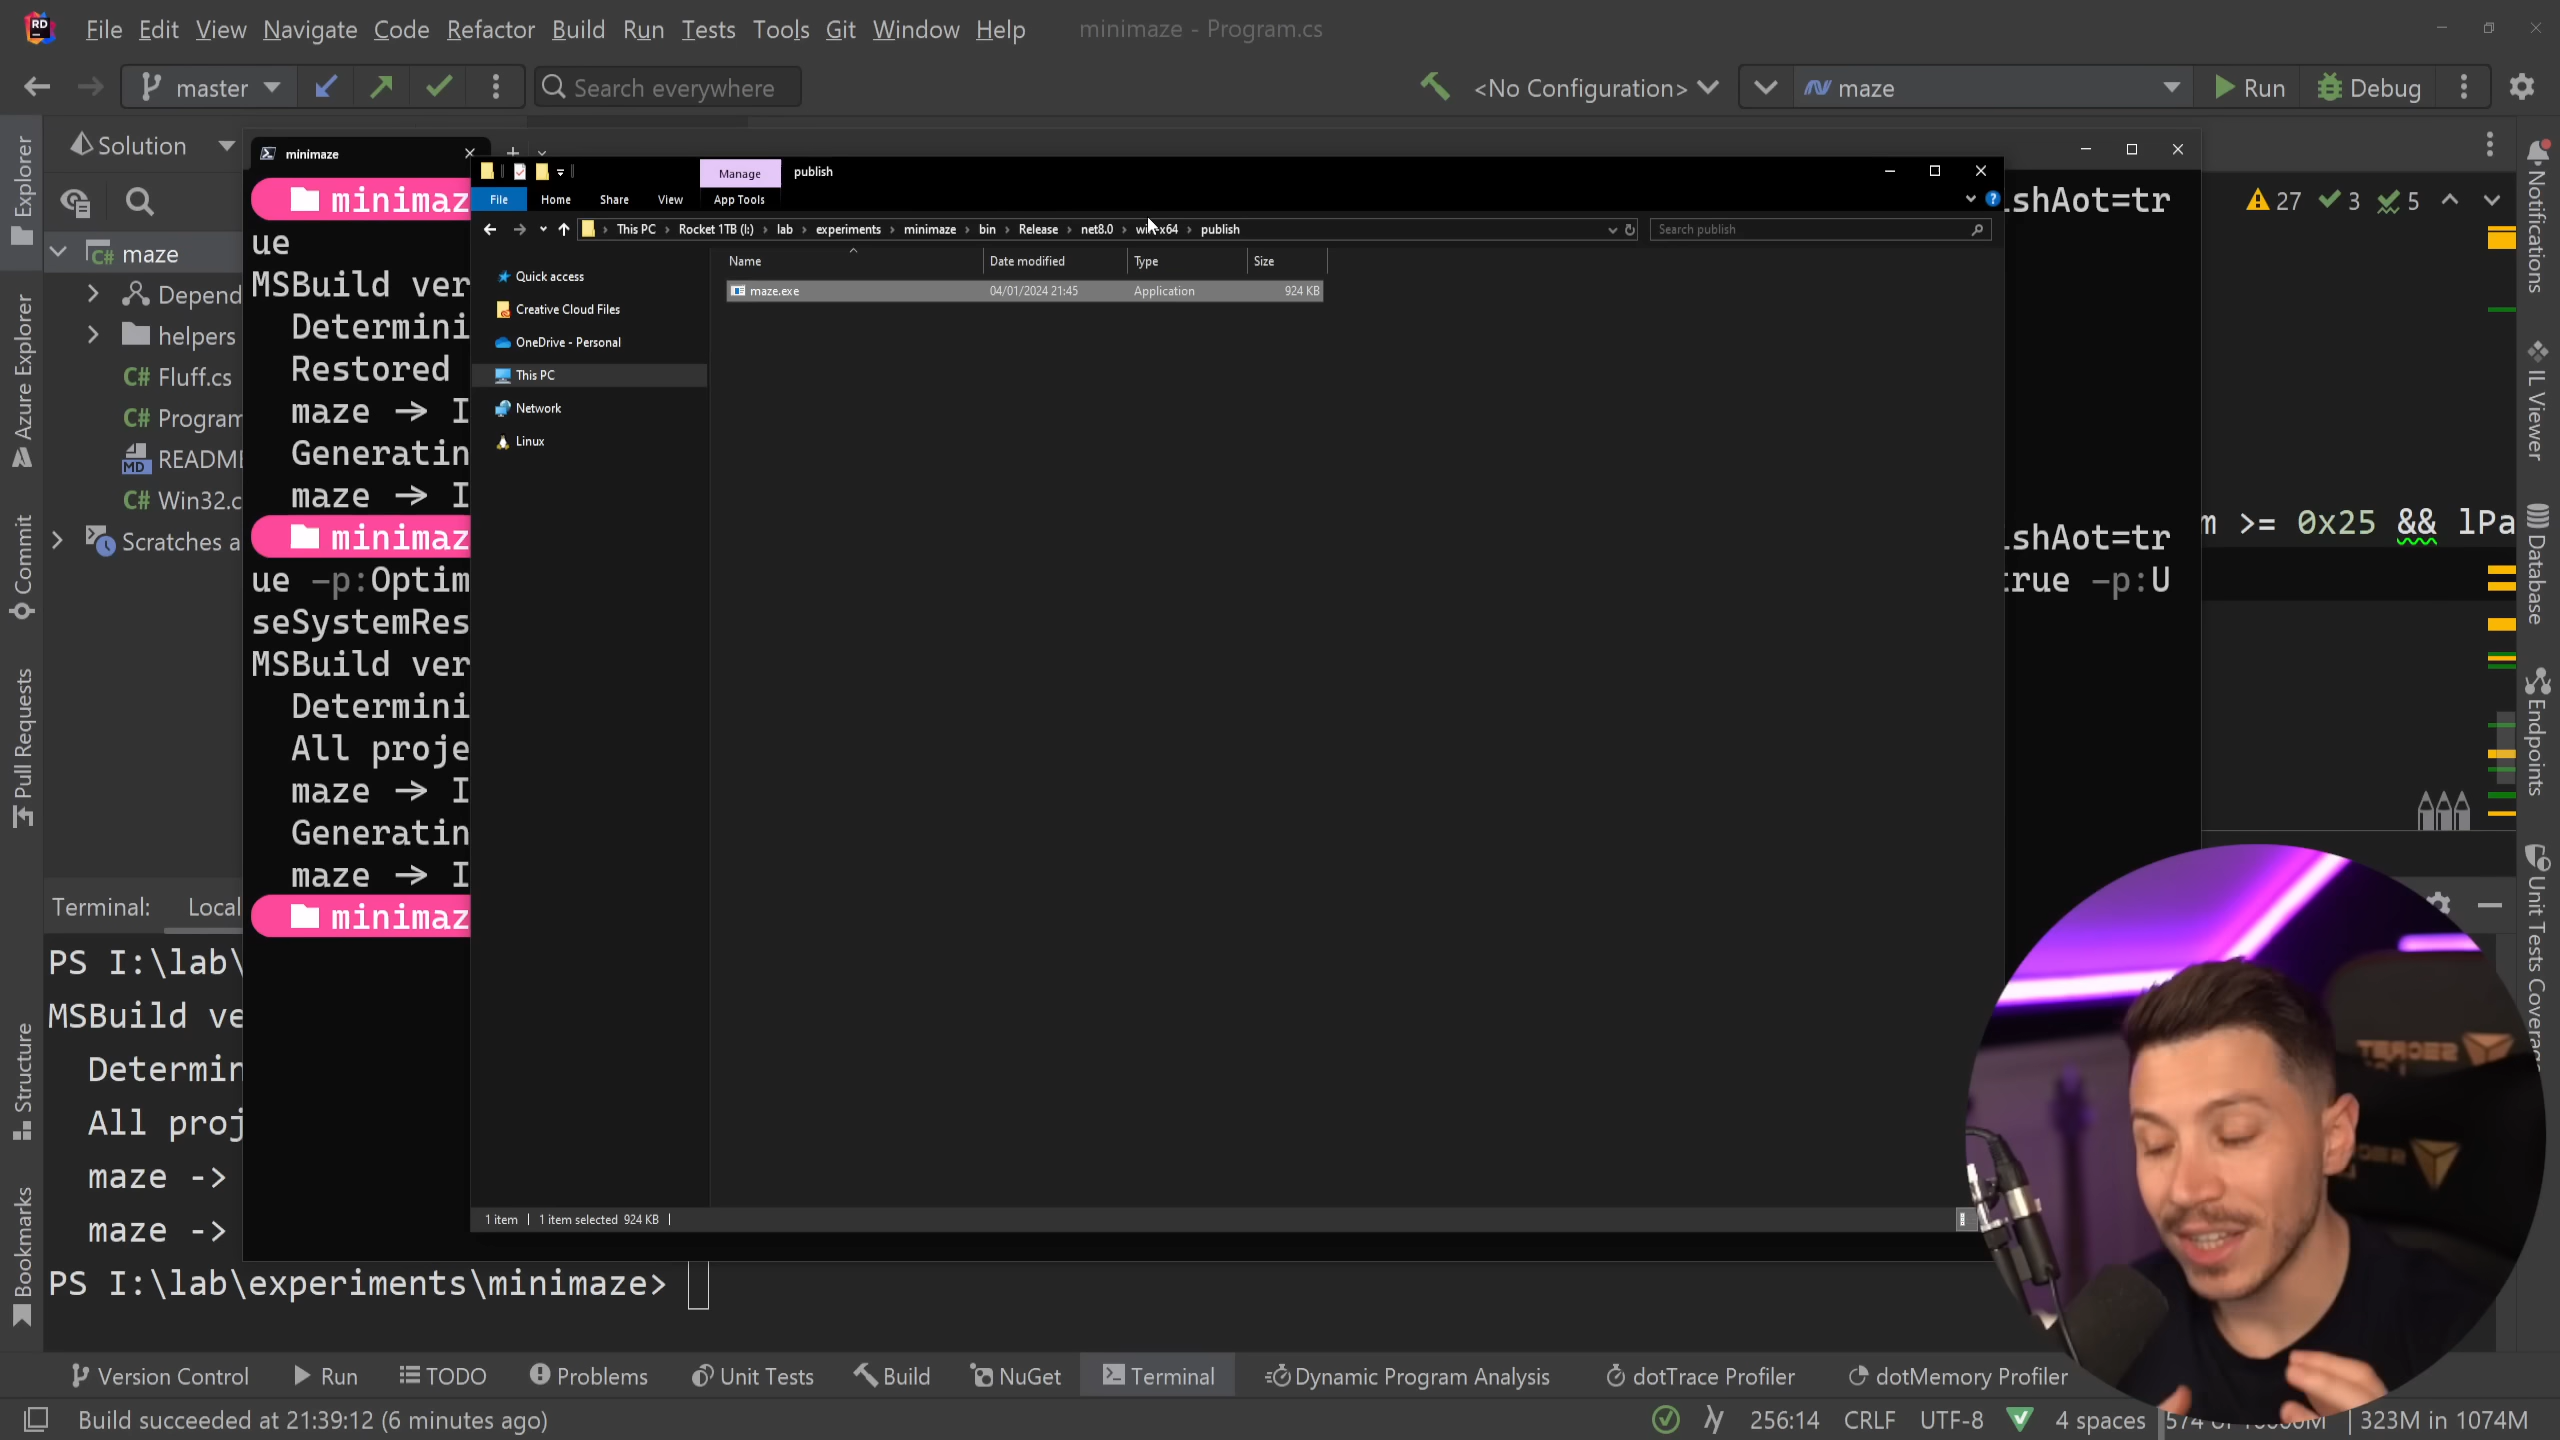 File Edit View Navigate Code Refactor Build Run Tests Tools Git Window Help minimaze - Program.cs
master Search everywhere <No Configuration> maze Run Debug
Solution
maze
Depend
helpers
C# Fluff.cs
C# Program
MD README
C# Win32.c
Scratches a
Explorer
Azure Explorer
Commit
Pull Requests
Structure
Bookmarks
minimaze
minimaz
shAot=tr
ue
MSBuild ver
Determini
Restored
maze -> I
Generatin
maze -> I
minimaz
shAot=tr
ue -p:Optim
true -p:U
seSystemRes
MSBuild ver
Determini
All proje
maze -> I
Generatin
maze -> I
minimaz
Manage publish
File Home Share View App Tools
This PC Rocket 1TB (I:) lab experiments minimaze bin Release net8.0 publish
Search publish
Quick access
Creative Cloud Files
OneDrive - Personal
This PC
Network
Linux
Name Date modified Type Size
maze.exe 04/01/2024 21:45 Application 924 KB
1 item 1 item selected 924 KB
27 3 5
>= 0x25 && lPa
Notifications
IL Viewer
Database
Endpoints
Unit Tests Coverage
Terminal: Local
PS I:\lab\
MSBuild ve
Determin
All proj
maze ->
maze ->
PS I:\lab\experiments\minimaze>
Version Control Run TODO Problems Unit Tests Build NuGet Terminal Dynamic Program Analysis dotTrace Profiler dotMemory Profiler
Build succeeded at 21:39:12 (6 minutes ago)
256:14 CRLF UTF-8 4 spaces 323M in 1074M